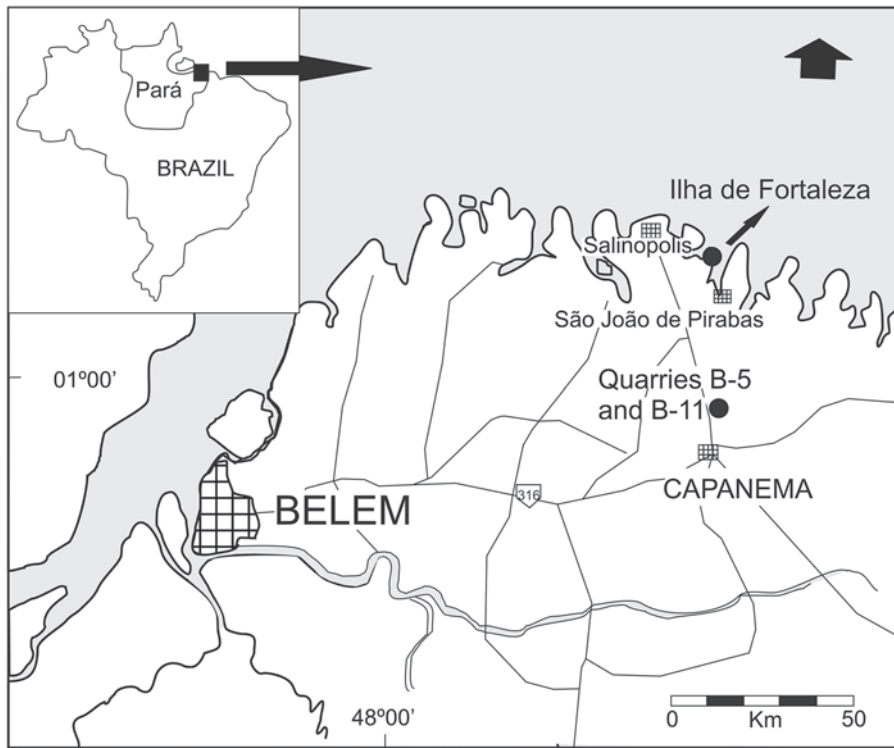 Pará
BRAZIL
Ilha de Fortaleza
Salinopolis
São João de Pirabas
01º00’
Quarries B-5
and B-11
316
CAPANEMA
BELEM
48º00’
0
Km
50